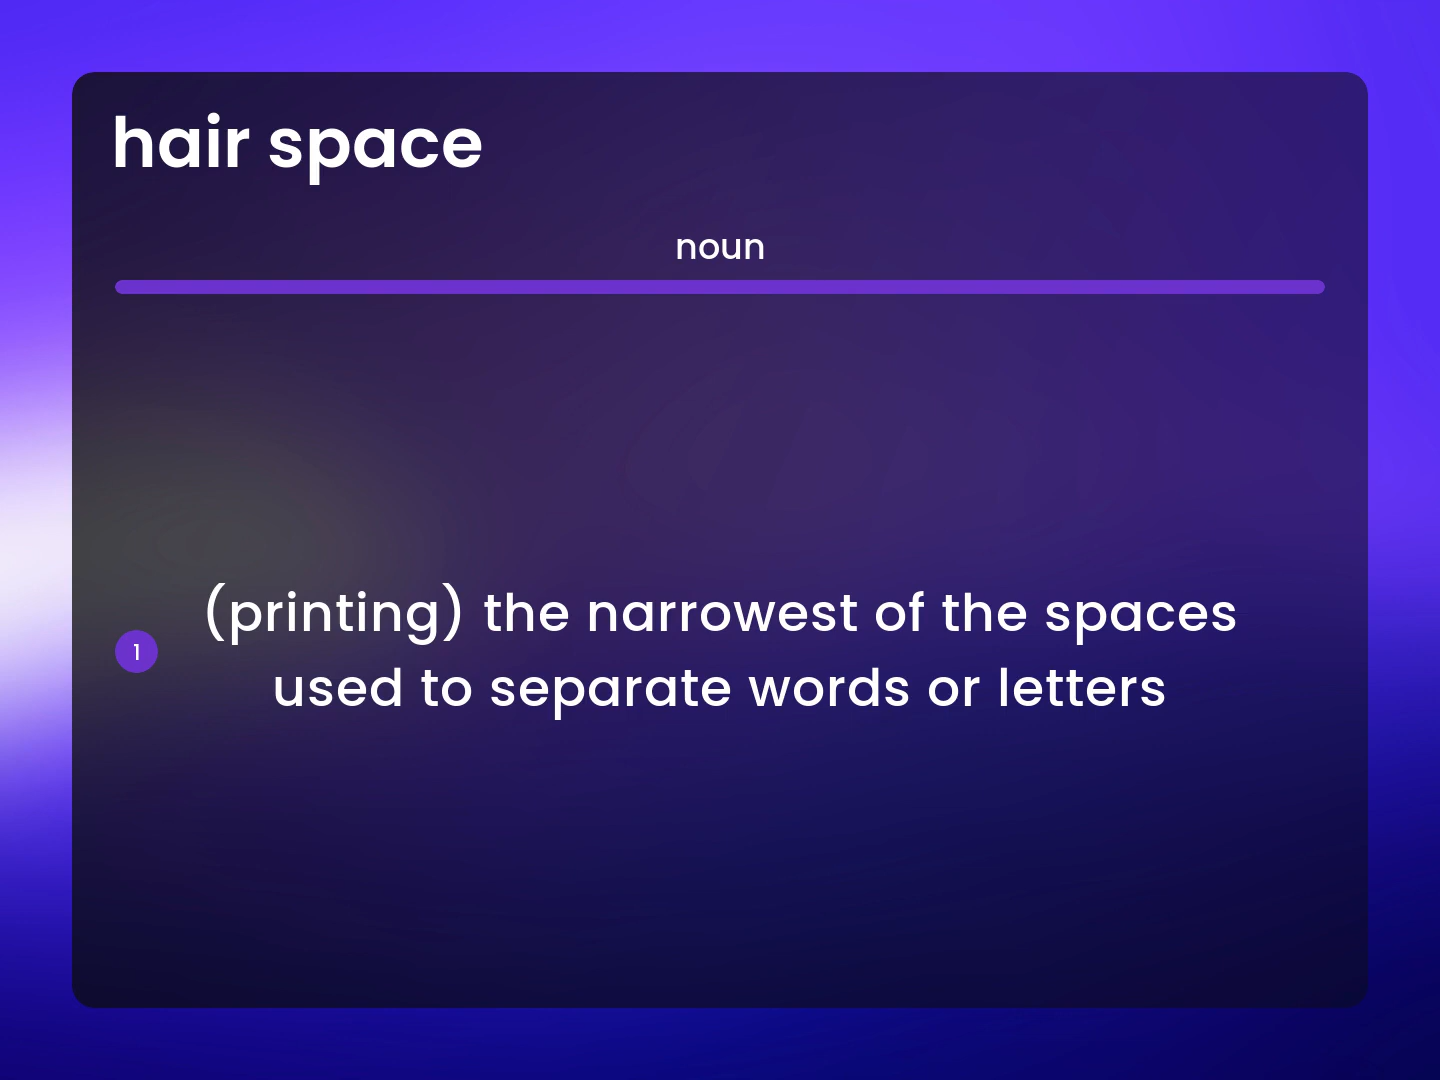 hair space
noun
1
(printing) the narrowest of the spaces
used to separate words or letters